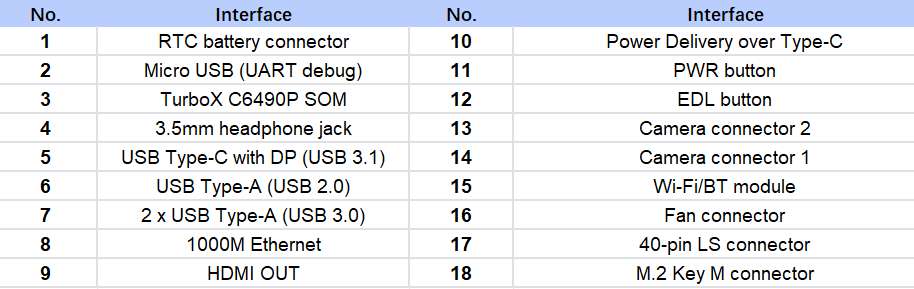 No. Interface No. Interface
1 RTC battery connector 10 Power Delivery over Type-C
2 Micro USB (UART debug) 11 PWR button
3 TurboX C6490P SOM 12 EDL button
4 3.5mm headphone jack 13 Camera connector 2
5 USB Type-C with DP (USB 3.1) 14 Camera connector 1
6 USB Type-A (USB 2.0) 15 Wi-Fi/BT module
7 2 x USB Type-A (USB 3.0) 16 Fan connector
8 1000M Ethernet 17 40-pin LS connector
9 HDMI OUT 18 M.2 Key M connector